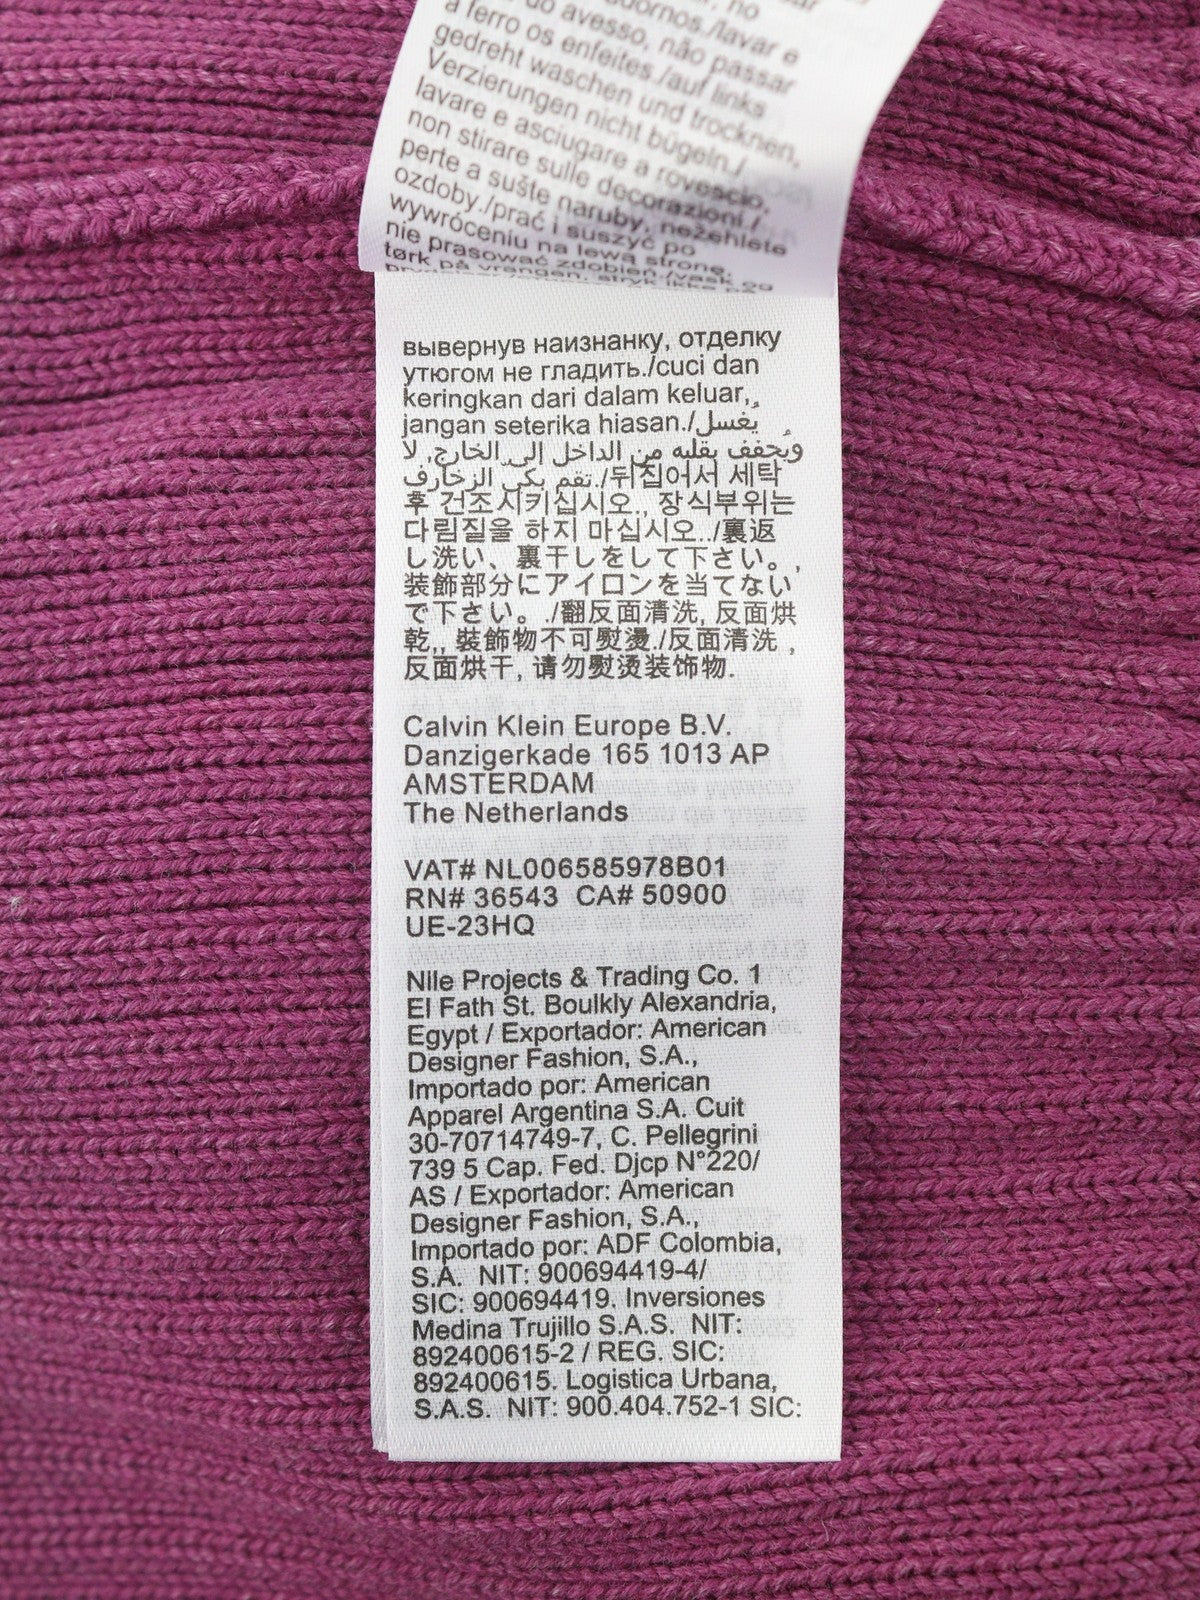 do avesso, não passar
a ferro os enfeites./auf links
gedreht waschen und trocknen,
Verzierungen nicht bügeln./
lavare e asciugare a rovescio,
non stirare sulle decorazioni./
perte a sušte naruby, nežehlete
ozdoby./prać i suszyć po
wywróceniu na lewą stronę,
nie prasować zdobień./vask og
tørk på vrangen, stryk ikke på
вывернув наизнанку, отделку
утюгом не гладить./cuci dan
keringkan dari dalam keluar,
jangan seterika hiasan./يغسل
ويُجفف بقلبه من الداخل إلى الخارج, لا
تقم بكي الزخارف./뒤집어서 세탁
후 건조시키십시오., 장식부위는
다림질을 하지 마십시오../裏返
し洗い、裏干しをして下さい。,
装飾部分にアイロンを当てない
で下さい。./翻反面清洗, 反面烘
乾,, 裝飾物不可熨燙./反面清洗 ,
反面烘干, 请勿熨烫装饰物.
Calvin Klein Europe B.V.
Danzigerkade 165 1013 AP
AMSTERDAM
The Netherlands
VAT# NL006585978B01
RN# 36543 CA# 50900
UE-23HQ
NIle Projects & Trading Co. 1
El Fath St. Boulkly Alexandria,
Egypt / Exportador: American
Designer Fashion, S.A.,
Importado por: American
Apparel Argentina S.A. Cuit
30-70714749-7, C. Pellegrini
739 5 Cap. Fed. Djcp N°220/
AS / Exportador: American
Designer Fashion, S.A.,
Importado por: ADF Colombia,
S.A. NIT: 900694419-4/
SIC: 900694419. Inversiones
Medina Trujillo S.A.S. NIT:
892400615-2 / REG. SIC:
892400615. Logistica Urbana,
S.A.S. NIT: 900.404.752-1 SIC: